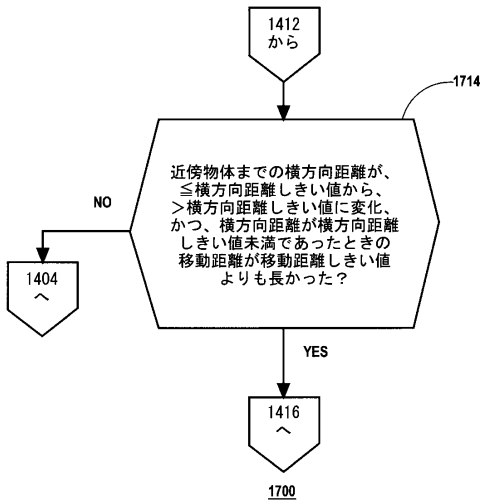 1412
から
1714
近傍物体までの横方向距離が、
≦横方向距離しきい値から、
>横方向距離しきい値に変化、
かつ、横方向距離が横方向距離
しきい値未満であったときの
移動距離が移動距離しきい値
よりも長かった?
NO
1404
へ
YES
1416
へ
1700